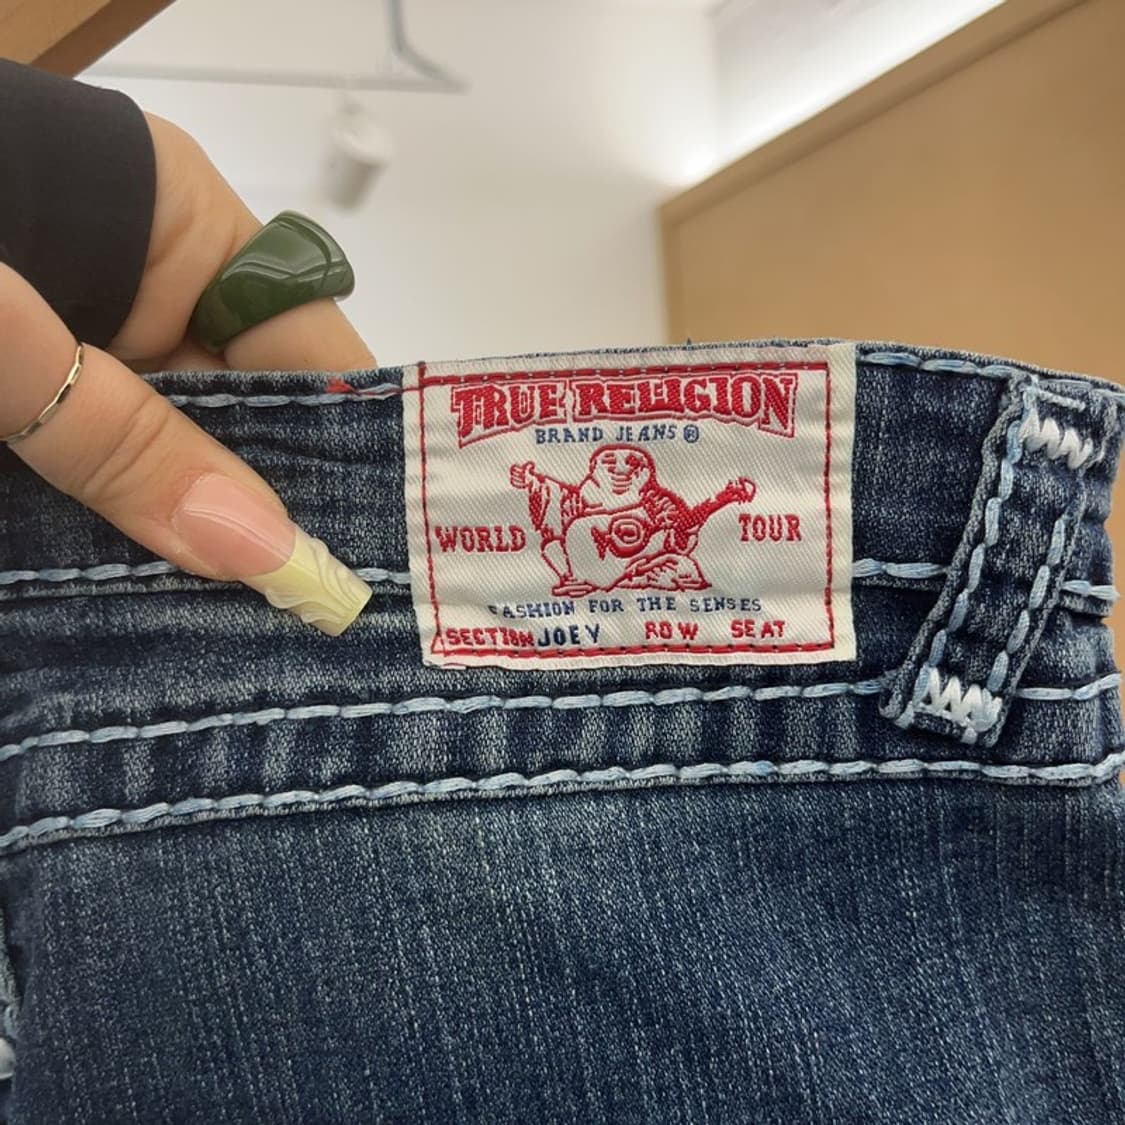 TRUE RELIGION
BRAND JEANS ®
WORLD TOUR
FASHION FOR THE SENSES
SECTION JOEY ROW SEAT